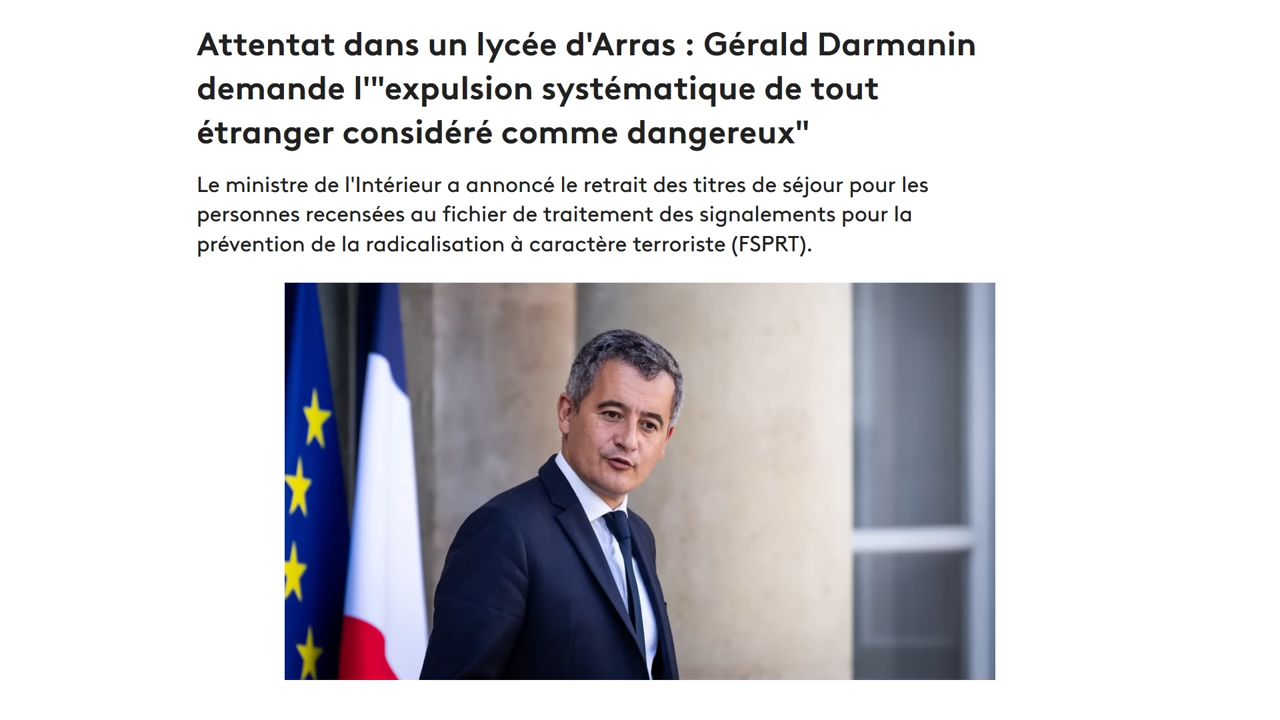 Attentat dans un lycée d'Arras : Gérald Darmanin
demande l'"expulsion systématique de tout
étranger considéré comme dangereux"
Le ministre de l'Intérieur a annoncé le retrait des titres de séjour pour les
personnes recensées au fichier de traitement des signalements pour la
prévention de la radicalisation à caractère terroriste (FSPRT).